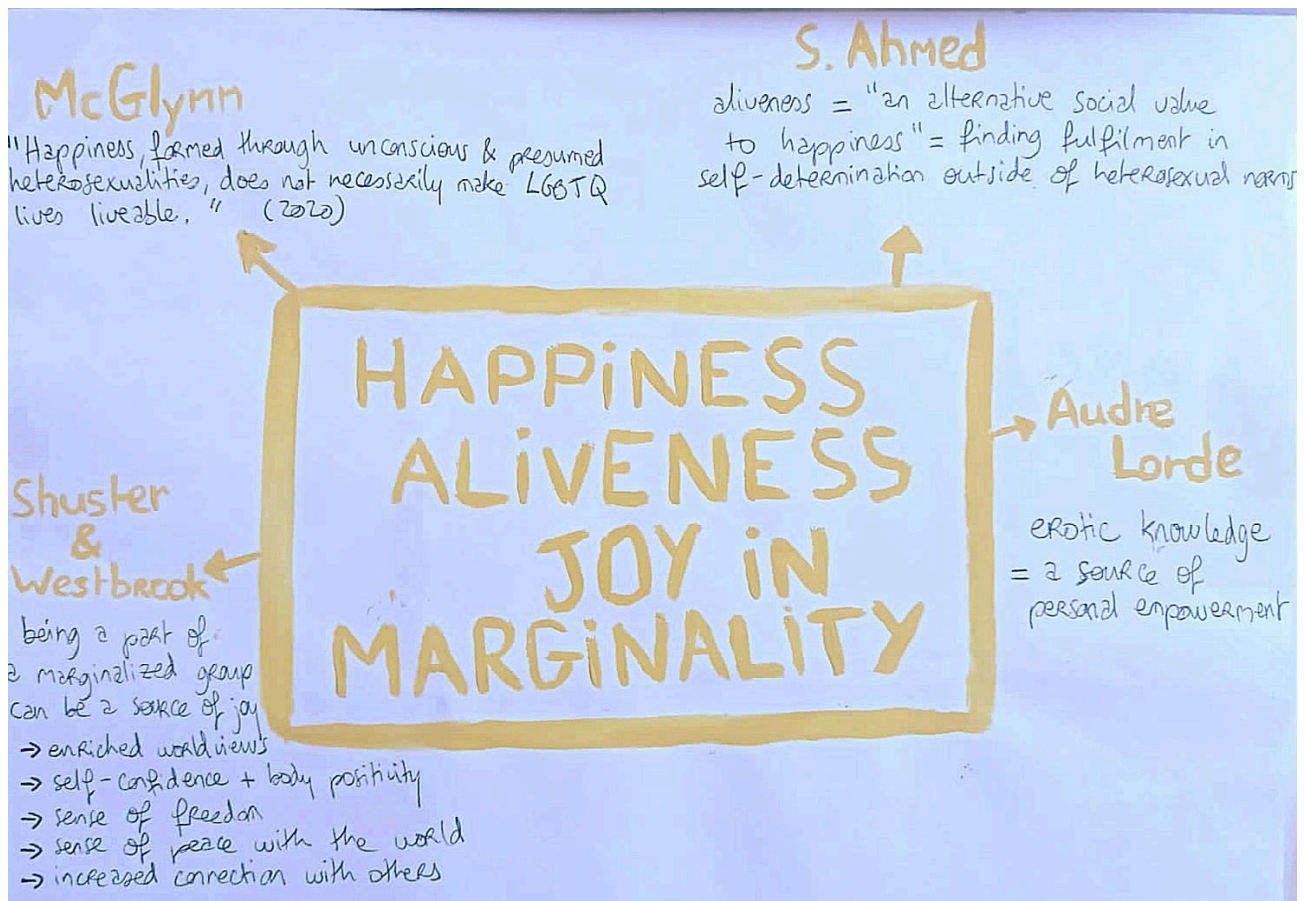 McGlynn
"Happiness, formed through unconscious & presumed
heterosexualities, does not necessarily make LGBTQ
lives liveable. " (2020)
S. Ahmed
aliveness = "an alternative social value
to happiness" = finding fulfilment in
self-determination outside of heterosexual norms
HAPPiNESS
ALiVENESS
JOY iN
MARGiNALiTY
Audre
Lorde
erotic knowledge
= a source of
personal empowerment
Shuster
&
Westbrook
being a part of
a marginalized group
can be a source of joy
→ enriched worldviews
→ self-confidence + body positivity
→ sense of freedom
→ sense of peace with the world
→ increased connection with others